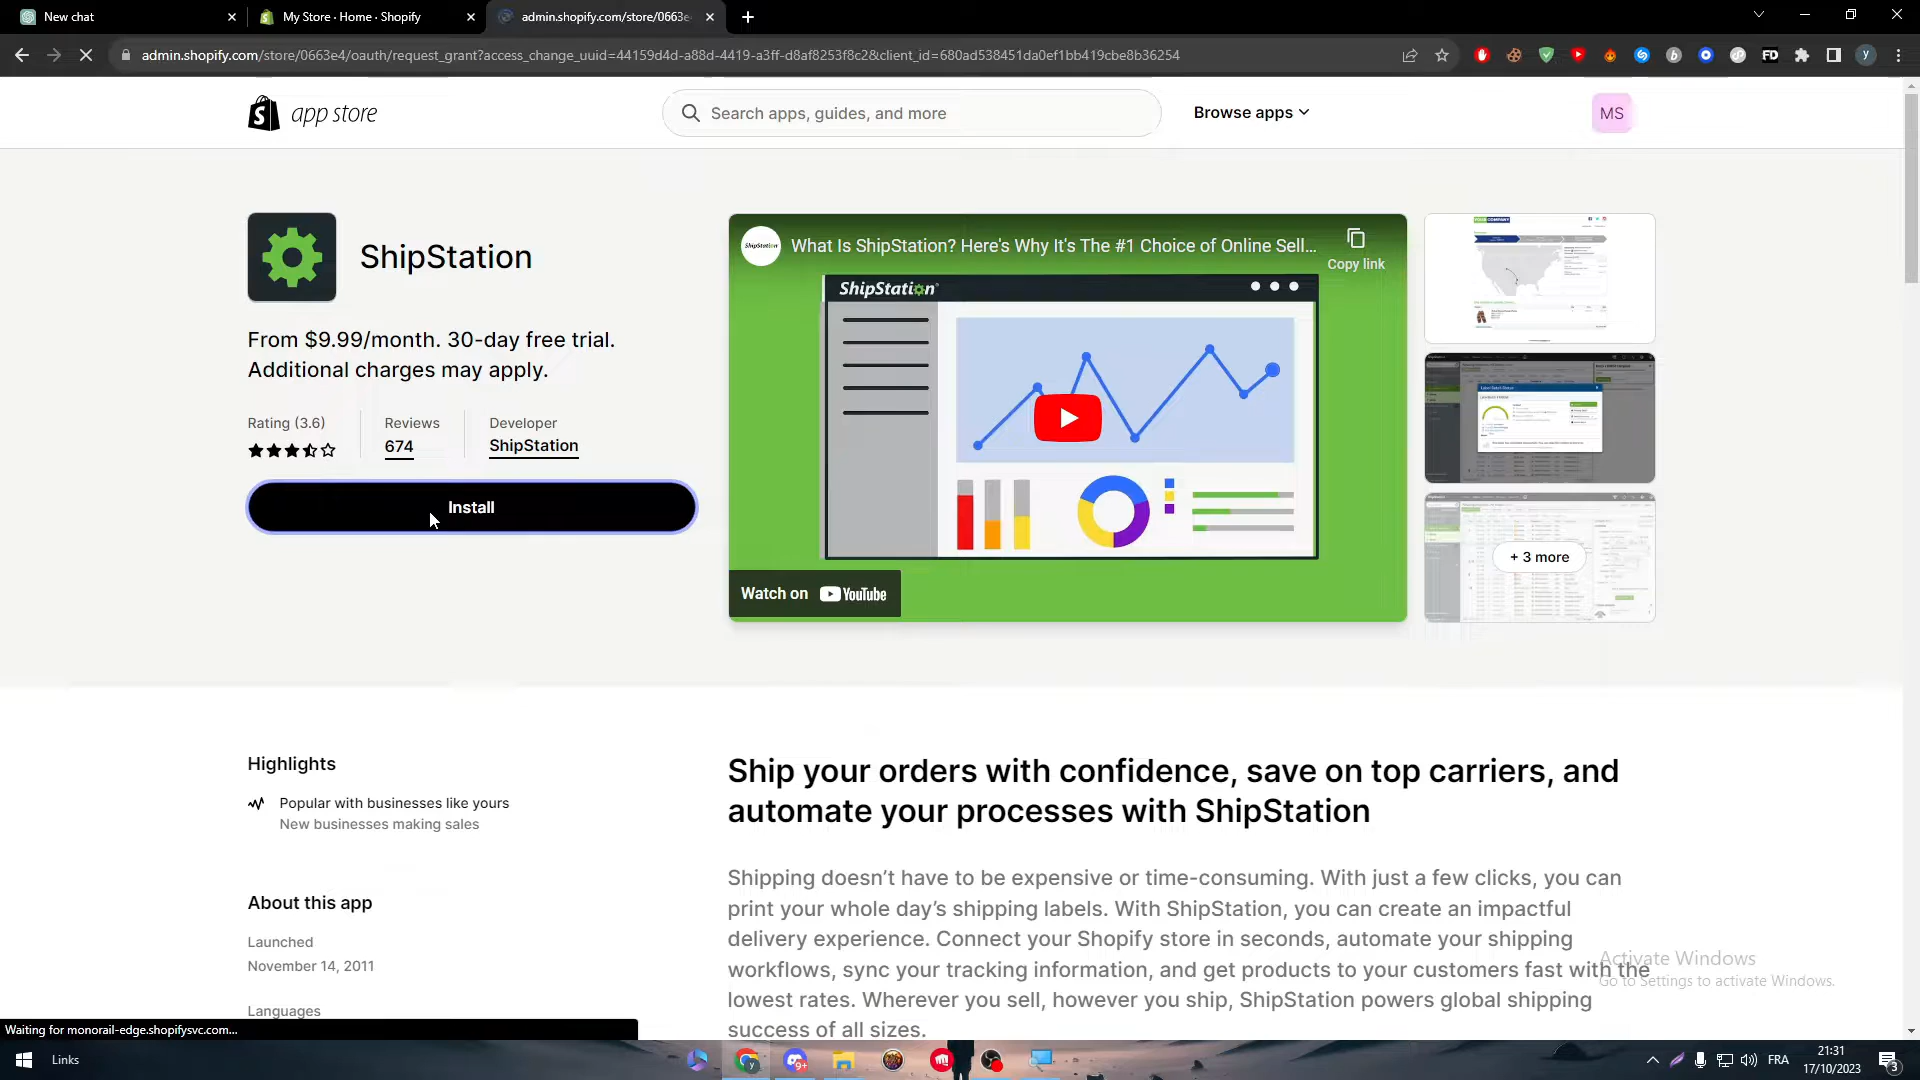 New chat
My Store · Home · Shopify
admin.shopify.com/store/0663e
admin.shopify.com/store/0663e4/oauth/request_grant?access_change_uuid=44159d4d-a88d-4419-a3ff-d8af8253f8c2&client_id=680ad538451da0ef1bb419cbe8b36254
app store
Search apps, guides, and more
Browse apps
MS
ShipStation
From $9.99/month. 30-day free trial.
Additional charges may apply.
Rating (3.6)
Reviews
674
Developer
ShipStation
Install
ShipStation
What Is ShipStation? Here's Why It's The #1 Choice of Online Sell...
Copy link
ShipStation
Watch on YouTube
+ 3 more
Highlights
Popular with businesses like yours
New businesses making sales
About this app
Launched
November 14, 2011
Languages
Ship your orders with confidence, save on top carriers, and
automate your processes with ShipStation
Shipping doesn’t have to be expensive or time-consuming. With just a few clicks, you can
print your whole day’s shipping labels. With ShipStation, you can create an impactful
delivery experience. Connect your Shopify store in seconds, automate your shipping
workflows, sync your tracking information, and get products to your customers fast with the
lowest rates. Wherever you sell, however you ship, ShipStation powers global shipping
success of all sizes.
Activate Windows
Go to Settings to activate Windows.
Waiting for monorail-edge.shopifysvc.com...
Links
FRA
21:31
17/10/2023
3